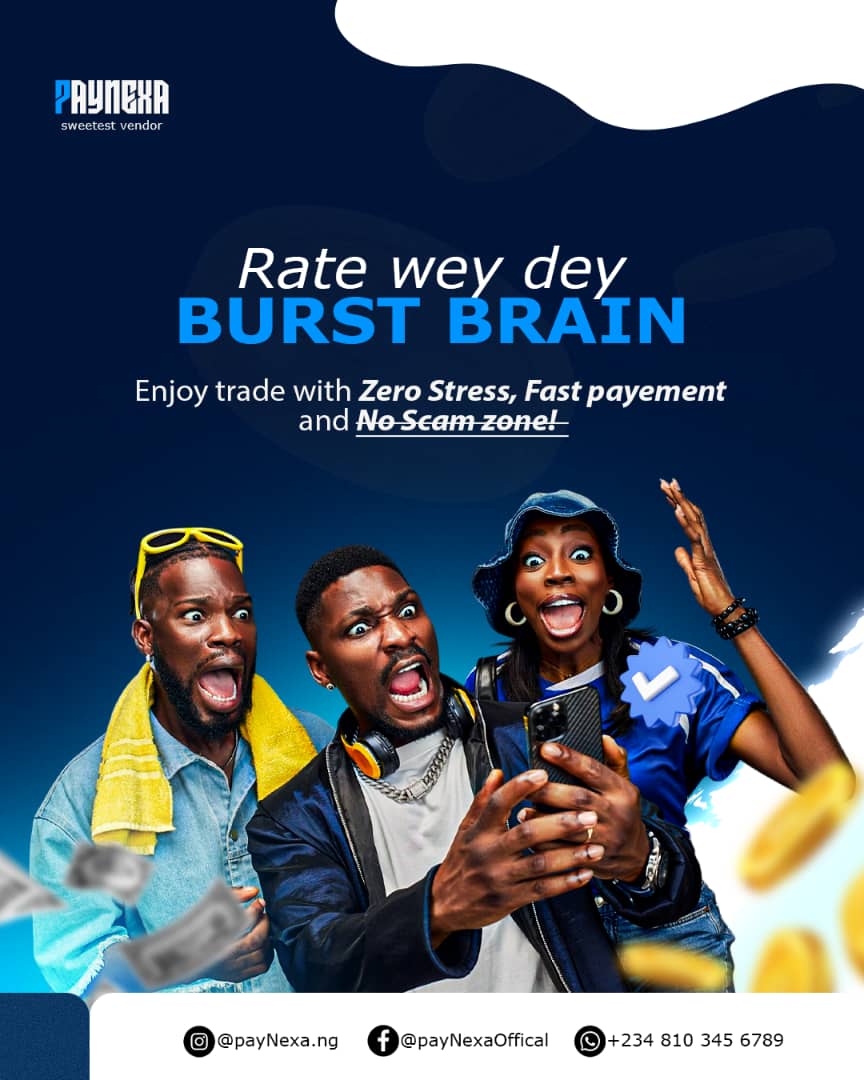 PAYNEXA
sweetest vendor
Rate wey dey
BURST BRAIN
Enjoy trade with Zero Stress, Fast payement
and No Scam zone!
@payNexa.ng @payNexaOffical +234 810 345 6789